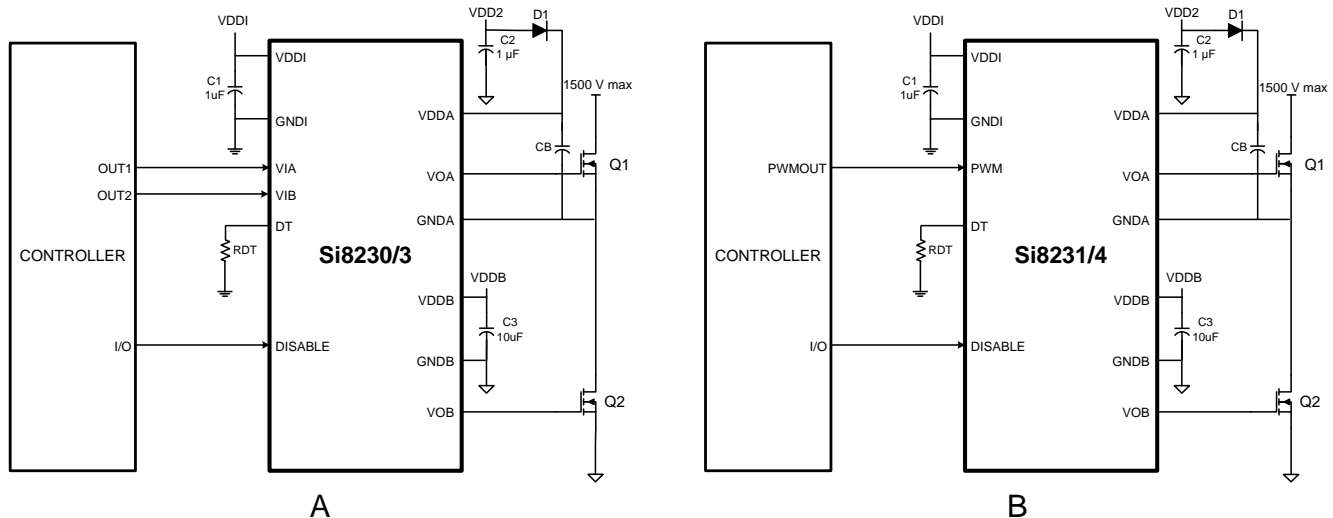 VDDI
VDD2
D1
C2
1 µF
VDDI
C1
1uF
GNDI
1500 V max
VDDA
CB
Q1
OUT1
VIA
VOA
OUT2
VIB
GNDA
DT
RDT
CONTROLLER
Si8230/3
VDDB
VDDB
C3
10uF
I/O
DISABLE
GNDB
VOB
Q2
A
VDDI
VDD2
D1
C2
1 µF
VDDI
C1
1uF
GNDI
1500 V max
VDDA
CB
Q1
PWMOUT
PWM
VOA
GNDA
DT
RDT
CONTROLLER
Si8231/4
VDDB
VDDB
C3
10uF
I/O
DISABLE
GNDB
VOB
Q2
B